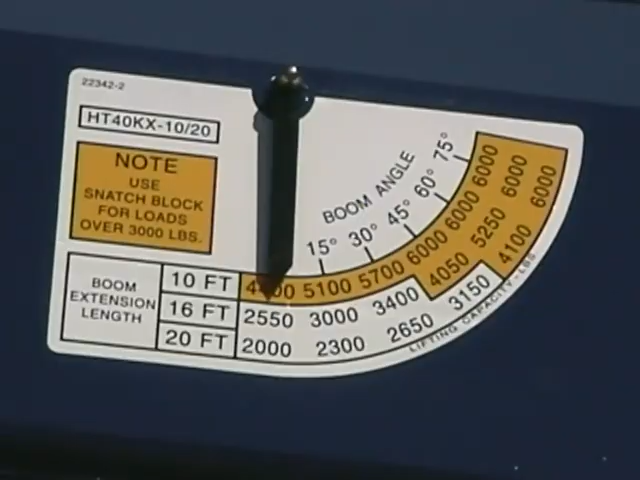 22342-2
HT40KX-10/20
NOTE
USE
SNATCH BLOCK
FOR LOADS
OVER 3000 LBS.
BOOM ANGLE
15° 30° 45° 60° 75°
BOOM
EXTENSION
LENGTH
10 FT 5100 5700 6000 6000 6000
16 FT 2550 3000 3400 4050 5250 6000
20 FT 2000 2300 2650 3150 4100 6000
LIFTING CAPACITY-LBS